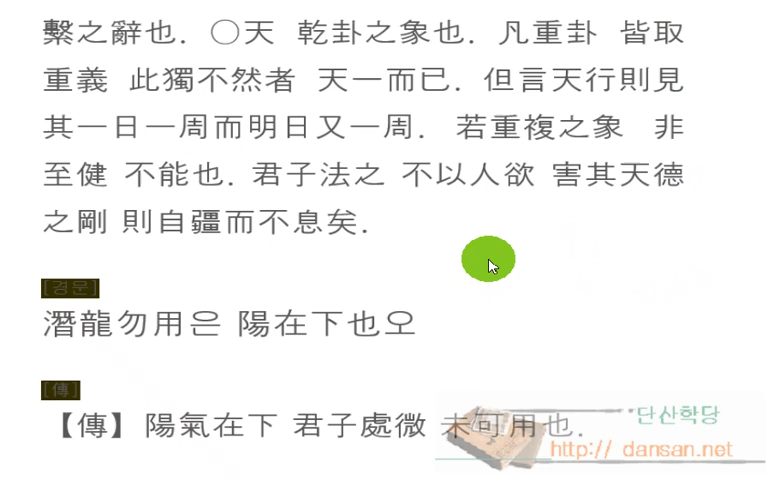 繫之辭也. ○天 乾卦之象也. 凡重卦 皆取
重義 此獨不然者 天一而已. 但言天行則見
其一日一周而明日又一周. 若重複之象 非
至健 不能也. 君子法之 不以人欲 害其天德
之剛 則自疆而不息矣.
[경문]
潛龍勿用은 陽在下也오
[傳]
【傳】 陽氣在下 君子處微 未可用也.
단산학당
http:// dansan.net